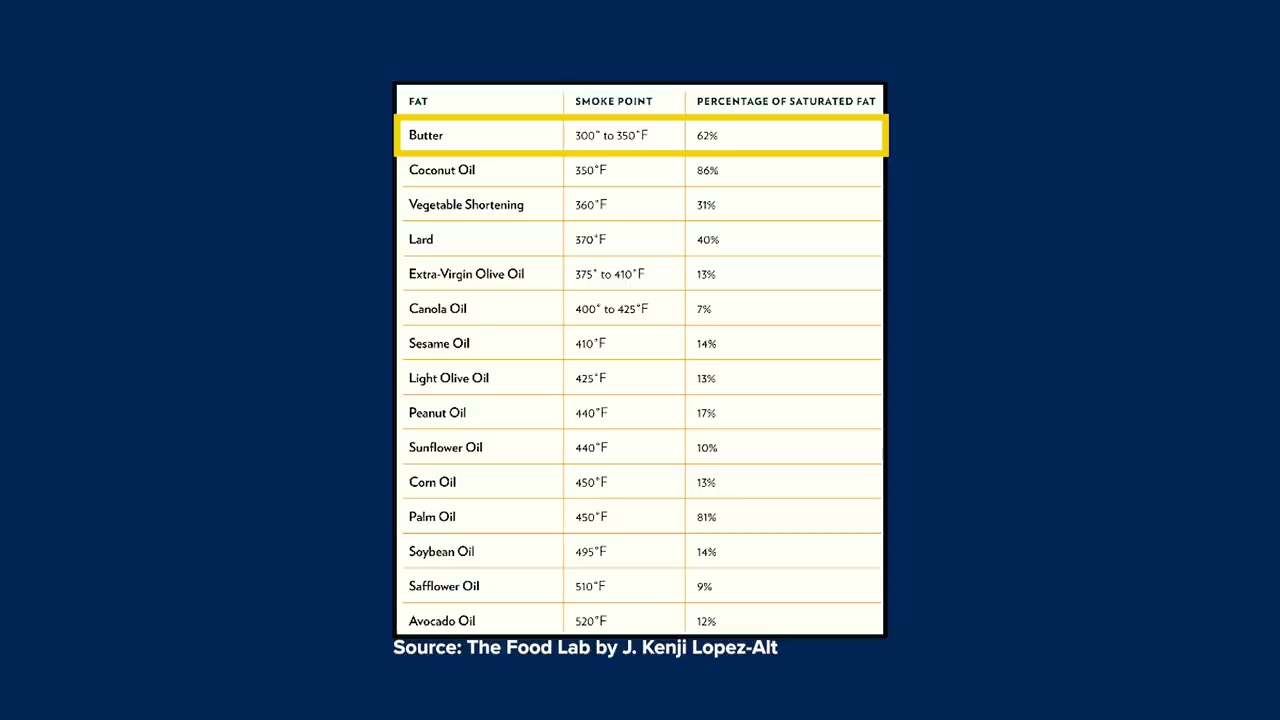 FAT SMOKE POINT PERCENTAGE OF SATURATED FAT
Butter 300° to 350°F 62%
Coconut Oil 350°F 86%
Vegetable Shortening 360°F 31%
Lard 370°F 40%
Extra-Virgin Olive Oil 375° to 410°F 13%
Canola Oil 400° to 425°F 7%
Sesame Oil 410°F 14%
Light Olive Oil 425°F 13%
Peanut Oil 440°F 17%
Sunflower Oil 440°F 10%
Corn Oil 450°F 13%
Palm Oil 450°F 81%
Soybean Oil 495°F 14%
Safflower Oil 510°F 9%
Avocado Oil 520°F 12%
Source: The Food Lab by J. Kenji Lopez-Alt